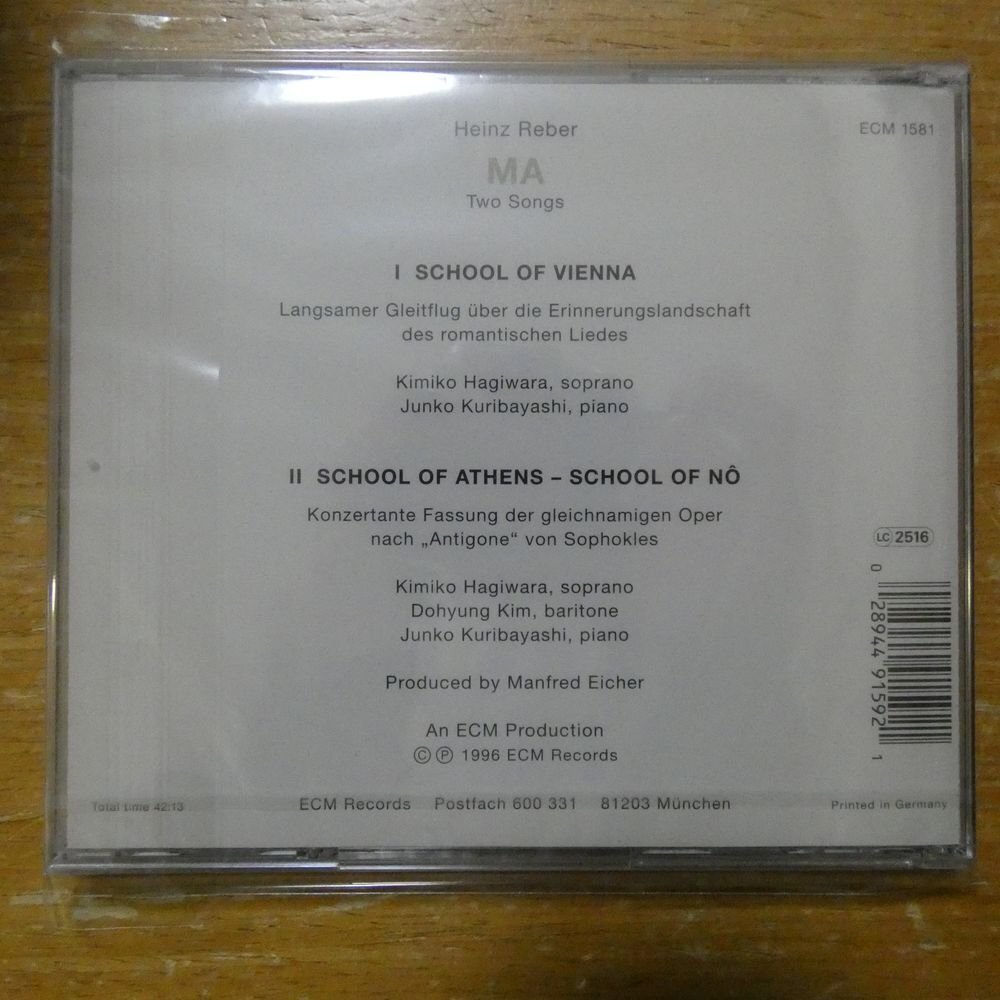 Heinz Reber
ECM 1581
MA
Two Songs
I SCHOOL OF VIENNA
Langsamer Gleitflug über die Erinnerungslandschaft
des romantischen Liedes
Kimiko Hagiwara, soprano
Junko Kuribayashi, piano
II SCHOOL OF ATHENS – SCHOOL OF NÔ
Konzertante Fassung der gleichnamigen Oper
nach „Antigone“ von Sophokles
LC 2516
Kimiko Hagiwara, soprano
Dohyung Kim, baritone
Junko Kuribayashi, piano
0 28944 91592 1
Produced by Manfred Eicher
An ECM Production
© ℗ 1996 ECM Records
Total time 42:13
ECM Records Postfach 600 331 81203 München
Printed in Germany